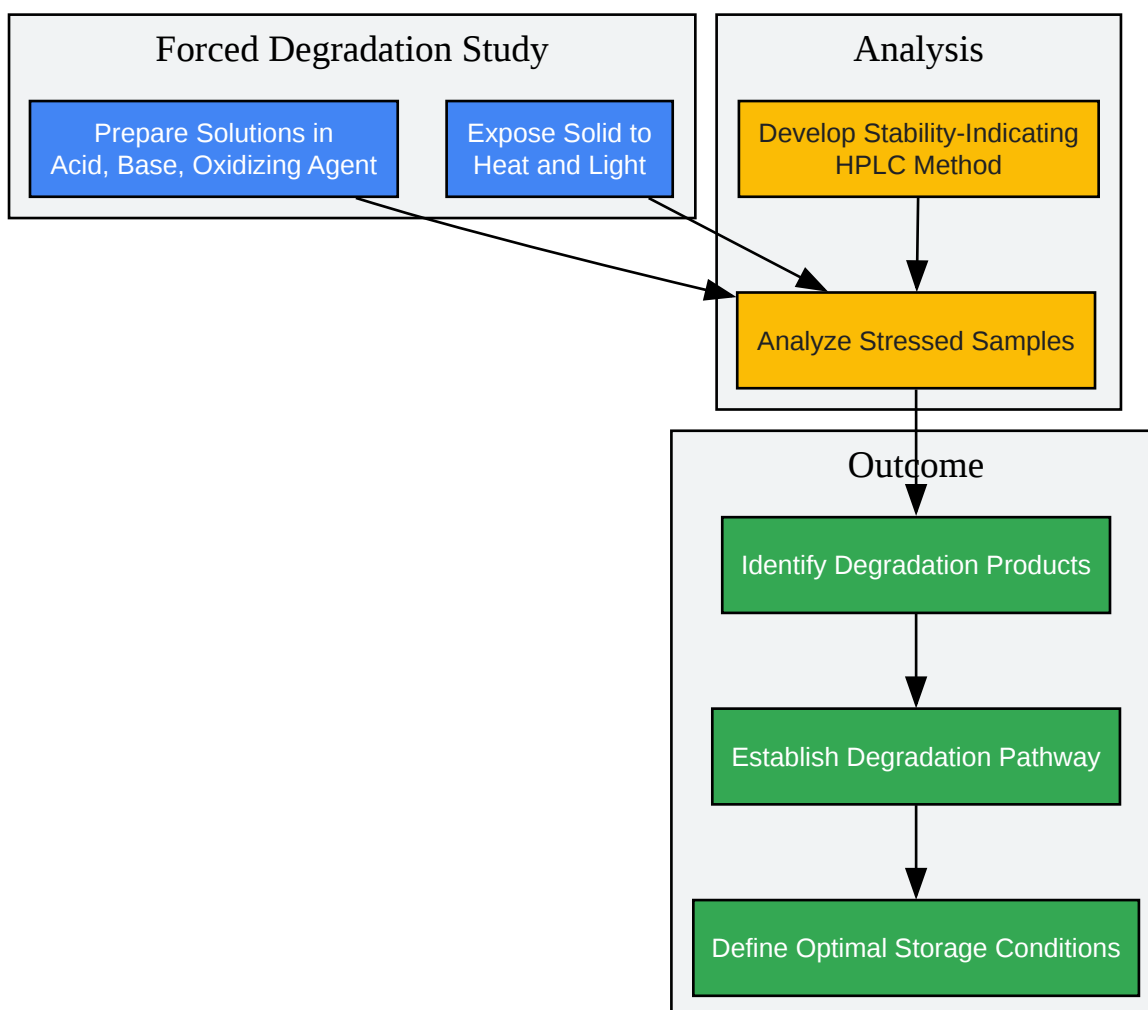 Forced Degradation Study
Prepare Solutions in
Acid, Base, Oxidizing Agent
Expose Solid to
Heat and Light
Analysis
Develop Stability-Indicating
HPLC Method
Analyze Stressed Samples
Outcome
Identify Degradation Products
Establish Degradation Pathway
Define Optimal Storage Conditions